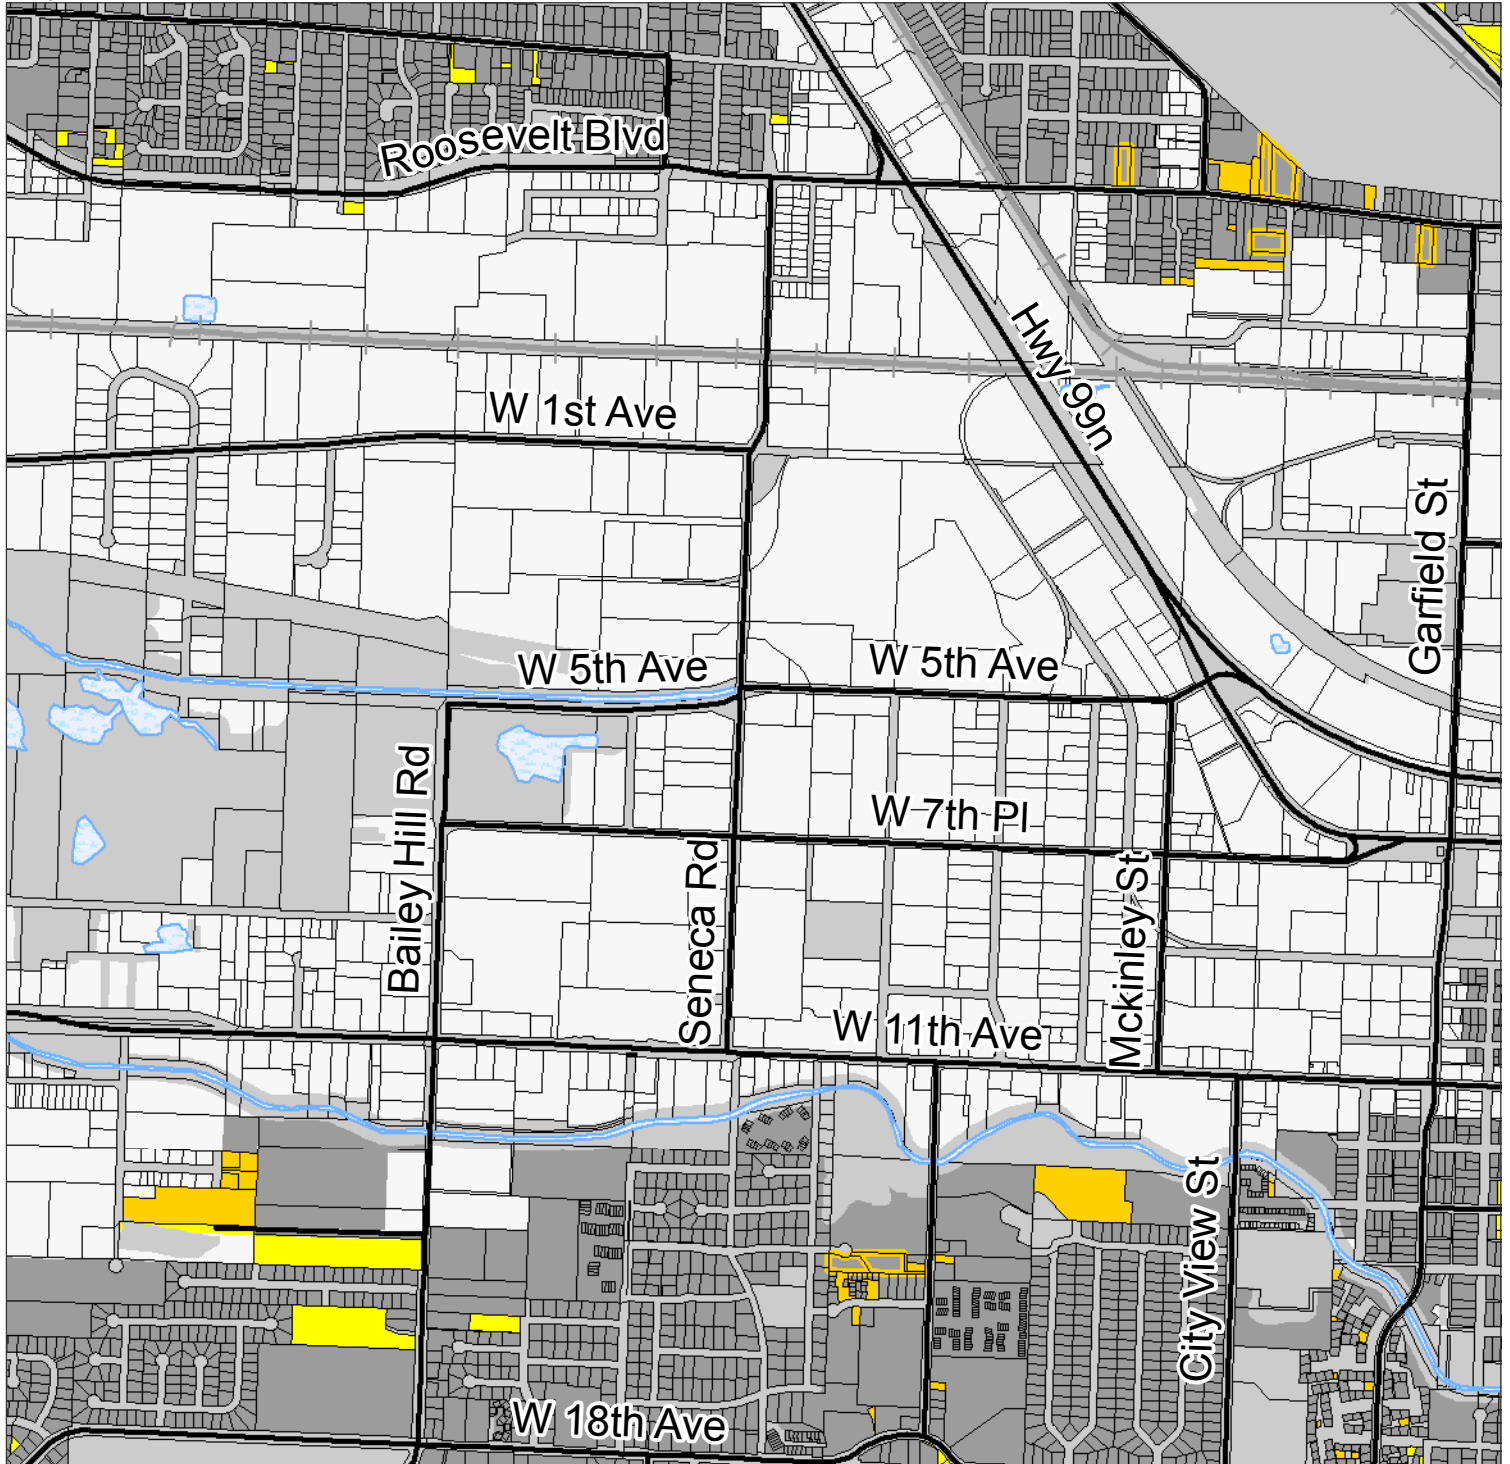 Roosevelt Blvd
Hwy 99n
W 1st Ave
Garfield St
W 5th Ave
W 5th Ave
Bailey Hill Rd
W 7th Pl
Seneca Rd
Mckinley St
W 11th Ave
City View St
W 18th Ave